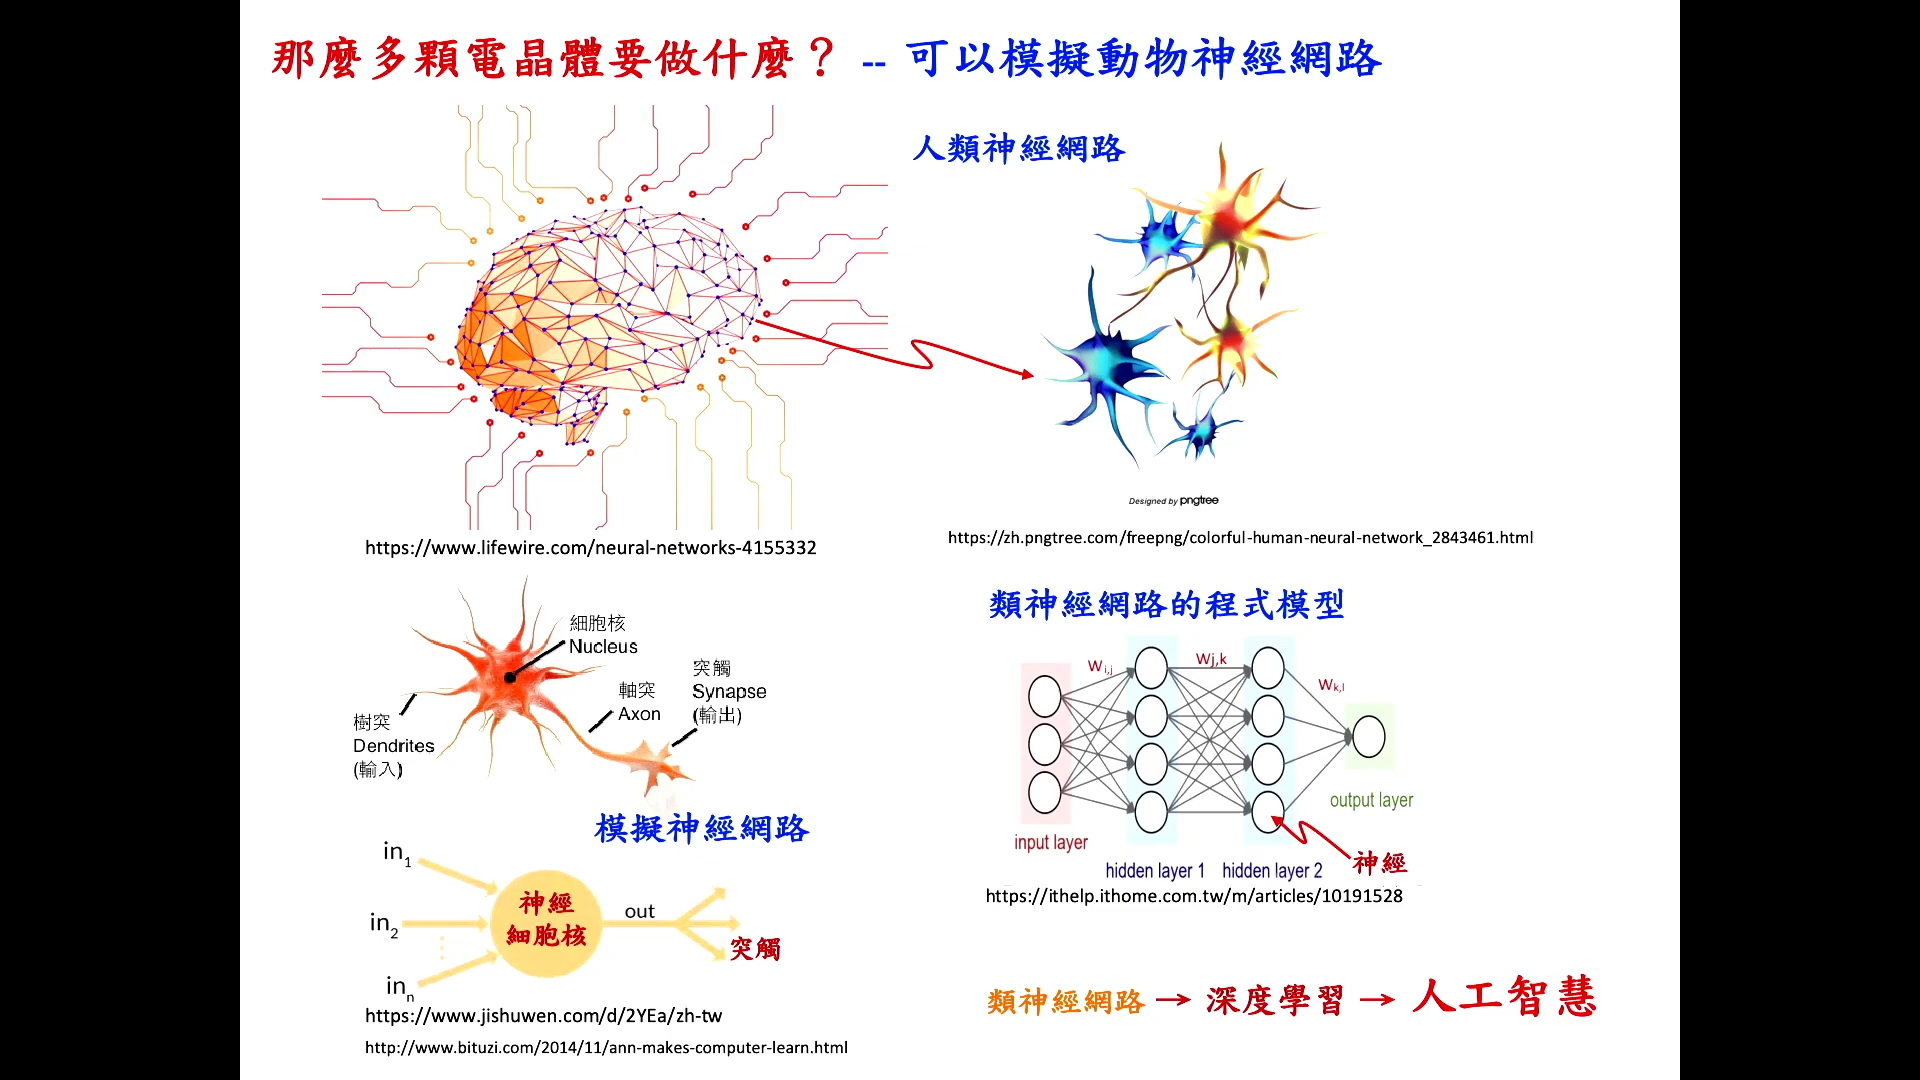 那麼多顆電晶體要做什麼？ -- 可以模擬動物神經網路
人類神經網路
Designed by pngtree
https://www.lifewire.com/neural-networks-4155332
https://zh.pngtree.com/freepng/colorful-human-neural-network_2843461.html
細胞核
Nucleus
突觸
Synapse
(輸出)
軸突
Axon
樹突
Dendrites
(輸入)
模擬神經網路
in1
in2
inn
神經
細胞核
out
突觸
https://www.jishuwen.com/d/2YEa/zh-tw
http://www.bituzi.com/2014/11/ann-makes-computer-learn.html
類神經網路的程式模型
Wi,j
Wj,k
Wk,l
output layer
input layer
神經
hidden layer 1
hidden layer 2
https://ithelp.ithome.com.tw/m/articles/10191528
類神經網路 → 深度學習 → 人工智慧